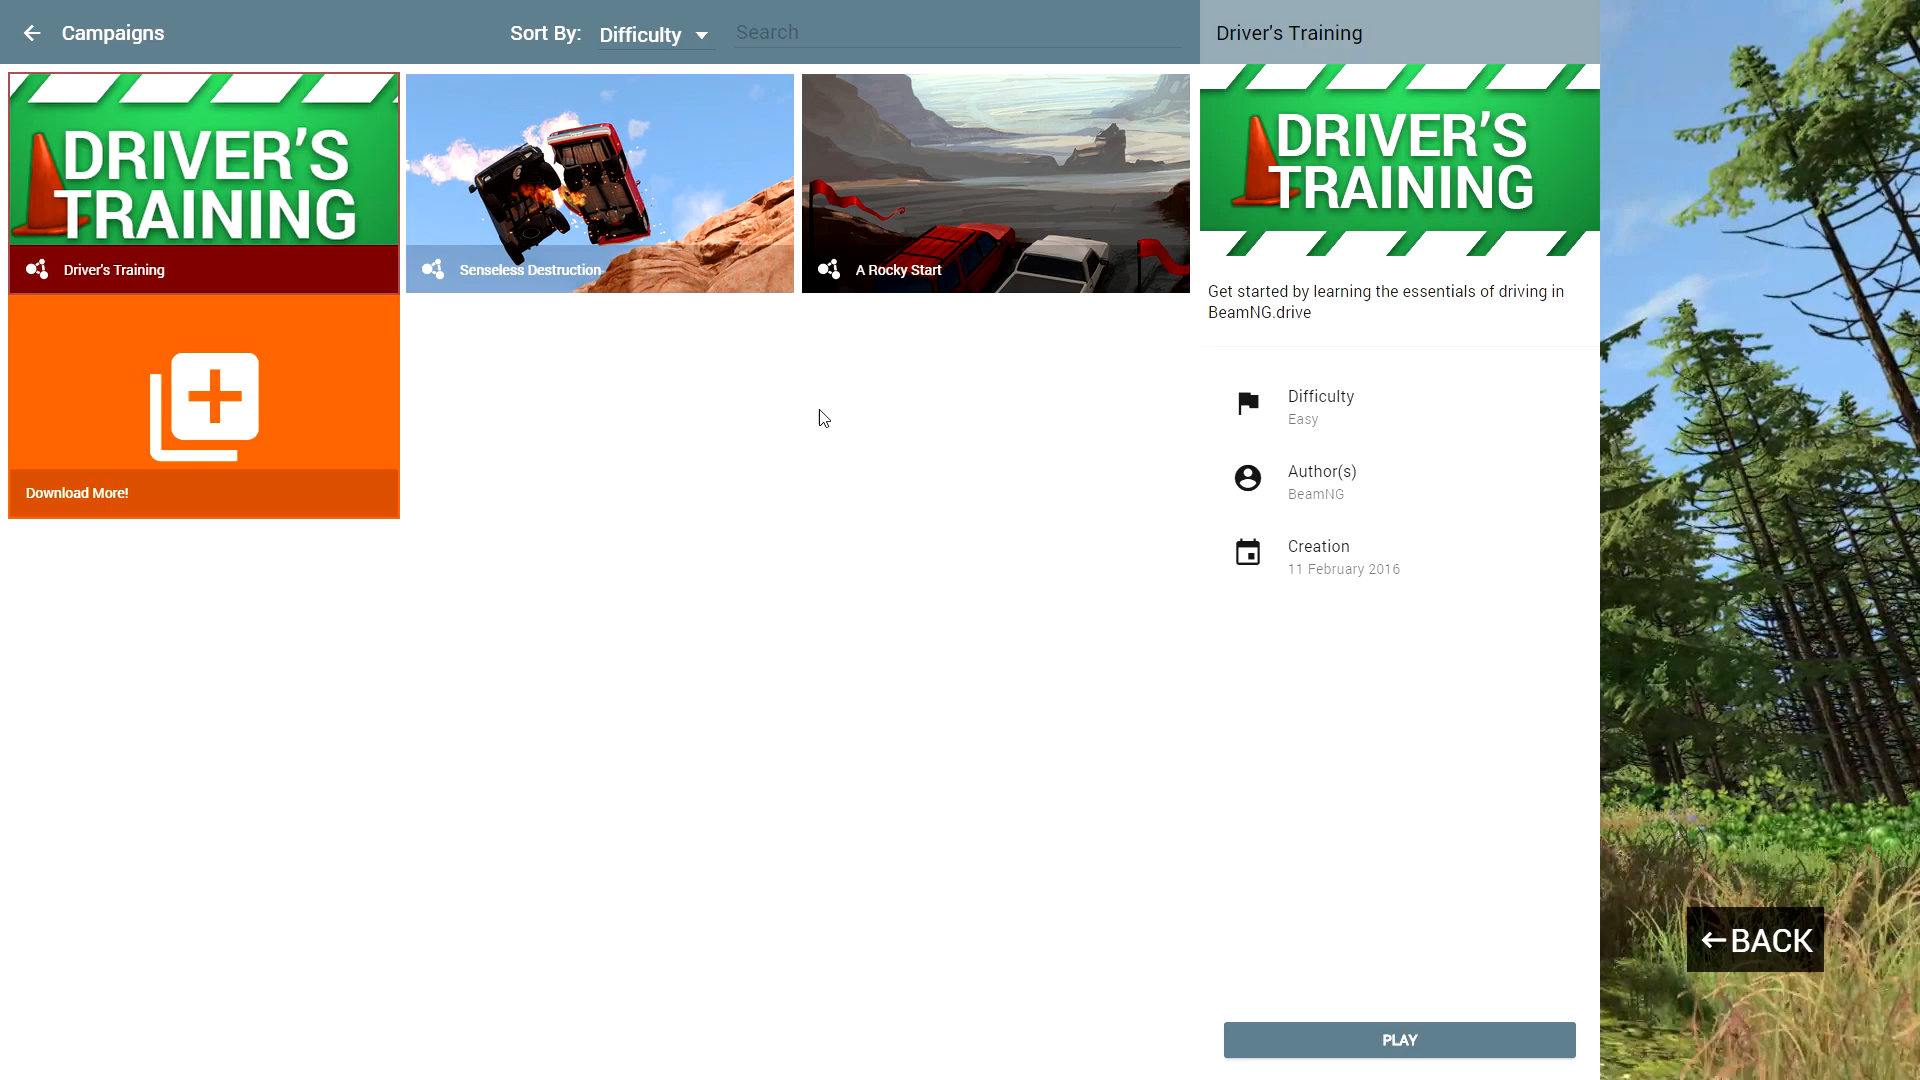 Campaigns
Sort By:
Difficulty
Search
Driver's Training
DRIVER'S
TRAINING
Driver's Training
Senseless Destruction
A Rocky Start
Download More!
DRIVER'S
TRAINING
Get started by learning the essentials of driving in
BeamNG.drive
Difficulty
Easy
Author(s)
BeamNG
Creation
11 February 2016
BACK
PLAY